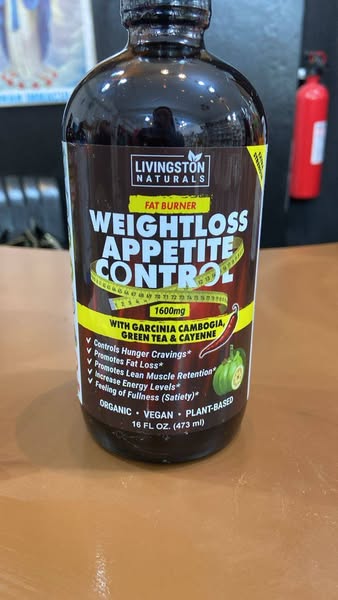 LIVINGSTON
NATURALS
FAT BURNER
WEIGHTLOSS
APPETITE
CONTROL
1600mg
WITH GARCINIA CAMBOGIA,
GREEN TEA & CAYENNE
✓ Controls Hunger Cravings*
✓ Promotes Fat Loss*
✓ Promotes Lean Muscle Retention*
✓ Increase Energy Levels*
✓ Feeling of Fullness (Satiety)*
ORGANIC • VEGAN • PLANT-BASED
16 FL OZ. (473 ml)